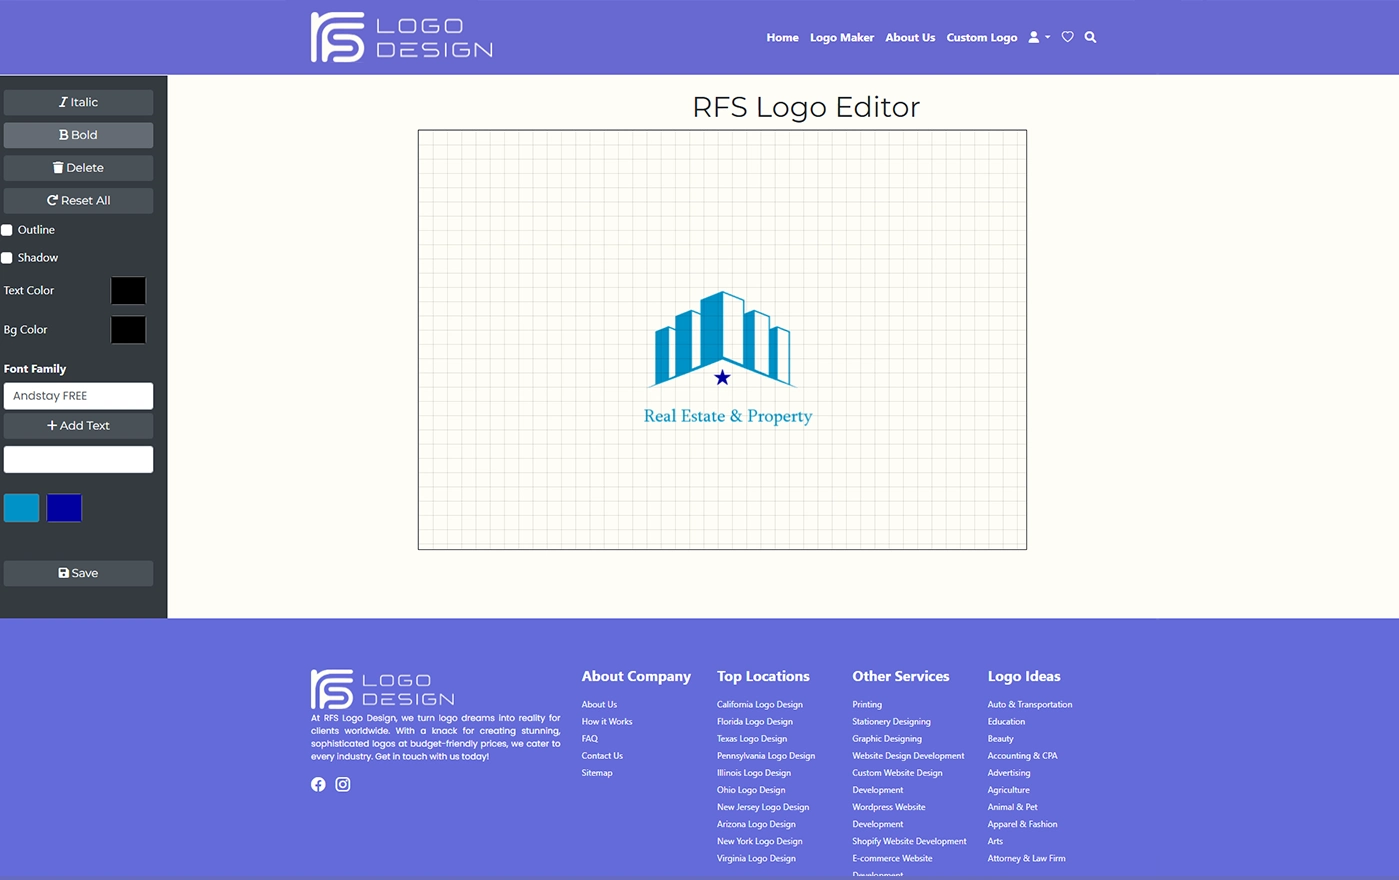 rfs LOGO
DESIGN
Home Logo Maker About Us Custom Logo
Italic
Bold
Delete
Reset All
Outline
Shadow
Text Color
Bg Color
Font Family
Andstay FREE
Add Text
Save
RFS Logo Editor
Real Estate & Property
rfs LOGO
DESIGN
At RFS Logo Design, we turn logo dreams into reality for
clients worldwide. With a knack for creating stunning,
sophisticated logos at budget-friendly prices, we cater to
every industry. Get in touch with us today!
About Company
About Us
How it Works
FAQ
Contact Us
Sitemap
Top Locations
California Logo Design
Florida Logo Design
Texas Logo Design
Pennsylvania Logo Design
Illinois Logo Design
Ohio Logo Design
New Jersey Logo Design
Arizona Logo Design
New York Logo Design
Virginia Logo Design
Other Services
Printing
Stationery Designing
Graphic Designing
Website Design Development
Custom Website Design
Development
Wordpress Website
Development
Shopify Website Development
E-commerce Website
Development
Logo Ideas
Auto & Transportation
Education
Beauty
Accounting & CPA
Advertising
Agriculture
Animal & Pet
Apparel & Fashion
Arts
Attorney & Law Firm